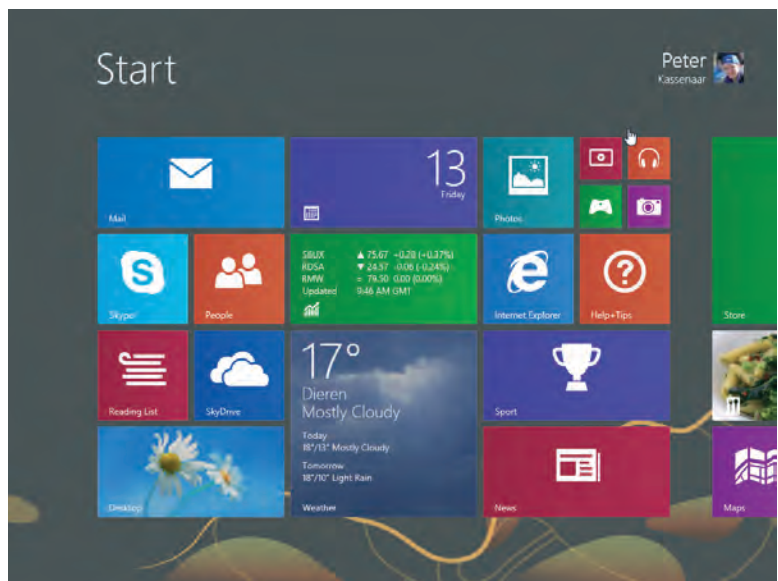 Start
Peter
Kassenaar
Mail
13
Friday
Photos
SBUX ▲ 75.67 +0.28 (+0.37%)
RDSA ▼ 24.57 -0.06 (-0.24%)
BMW = 79.50 0.00 (0.00%)
Updated 9:46 AM GMT
Skype
People
Internet Explorer
Help+Tips
Store
Reading List
SkyDrive
17°
Dieren
Mostly Cloudy
Today
18°/13° Mostly Cloudy
Tomorrow
18°/10° Light Rain
Weather
Sport
Desktop
News
Maps